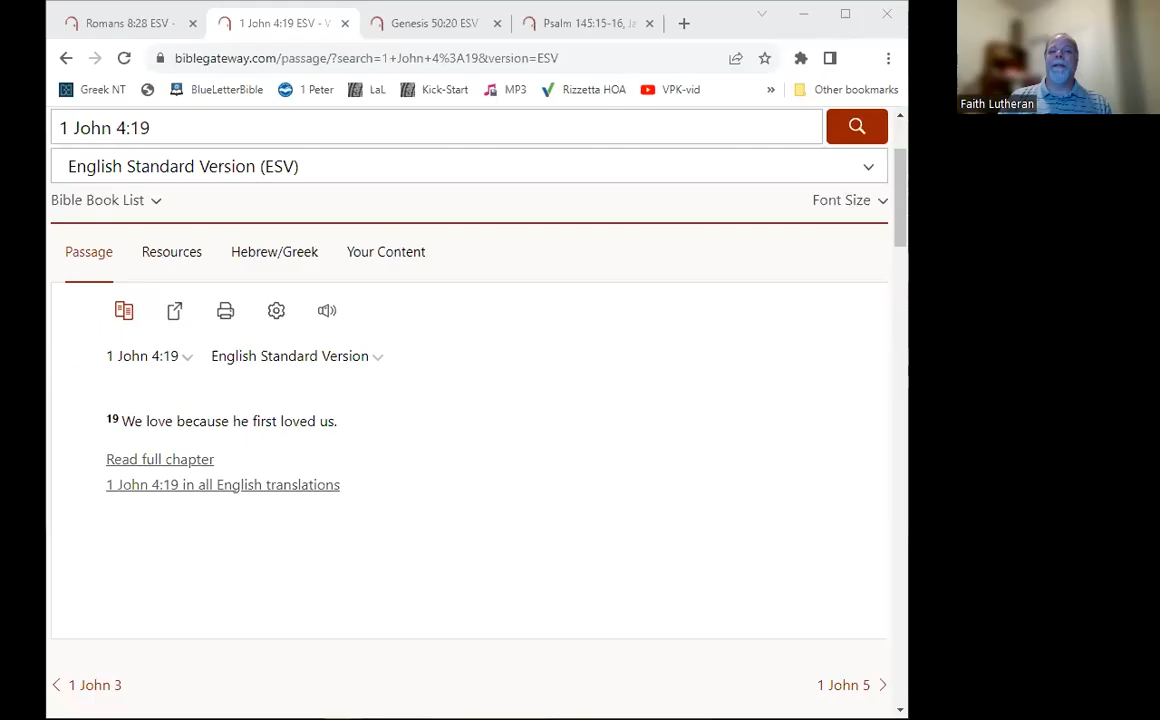 Romans 8:28 ESV -
1 John 4:19 ESV - V
Genesis 50:20 ESV
Psalm 145:15-16, Ja
biblegateway.com/passage/?search=1+John+4%3A19&version=ESV
Greek NT
BlueLetterBible
1 Peter
LaL
Kick-Start
MP3
Rizzetta HOA
VPK-vid
»
Other bookmarks
1 John 4:19
English Standard Version (ESV)
Bible Book List
Font Size
Passage
Resources
Hebrew/Greek
Your Content
1 John 4:19
English Standard Version
19 We love because he first loved us.
Read full chapter
1 John 4:19 in all English translations
1 John 3
1 John 5
Faith Lutheran